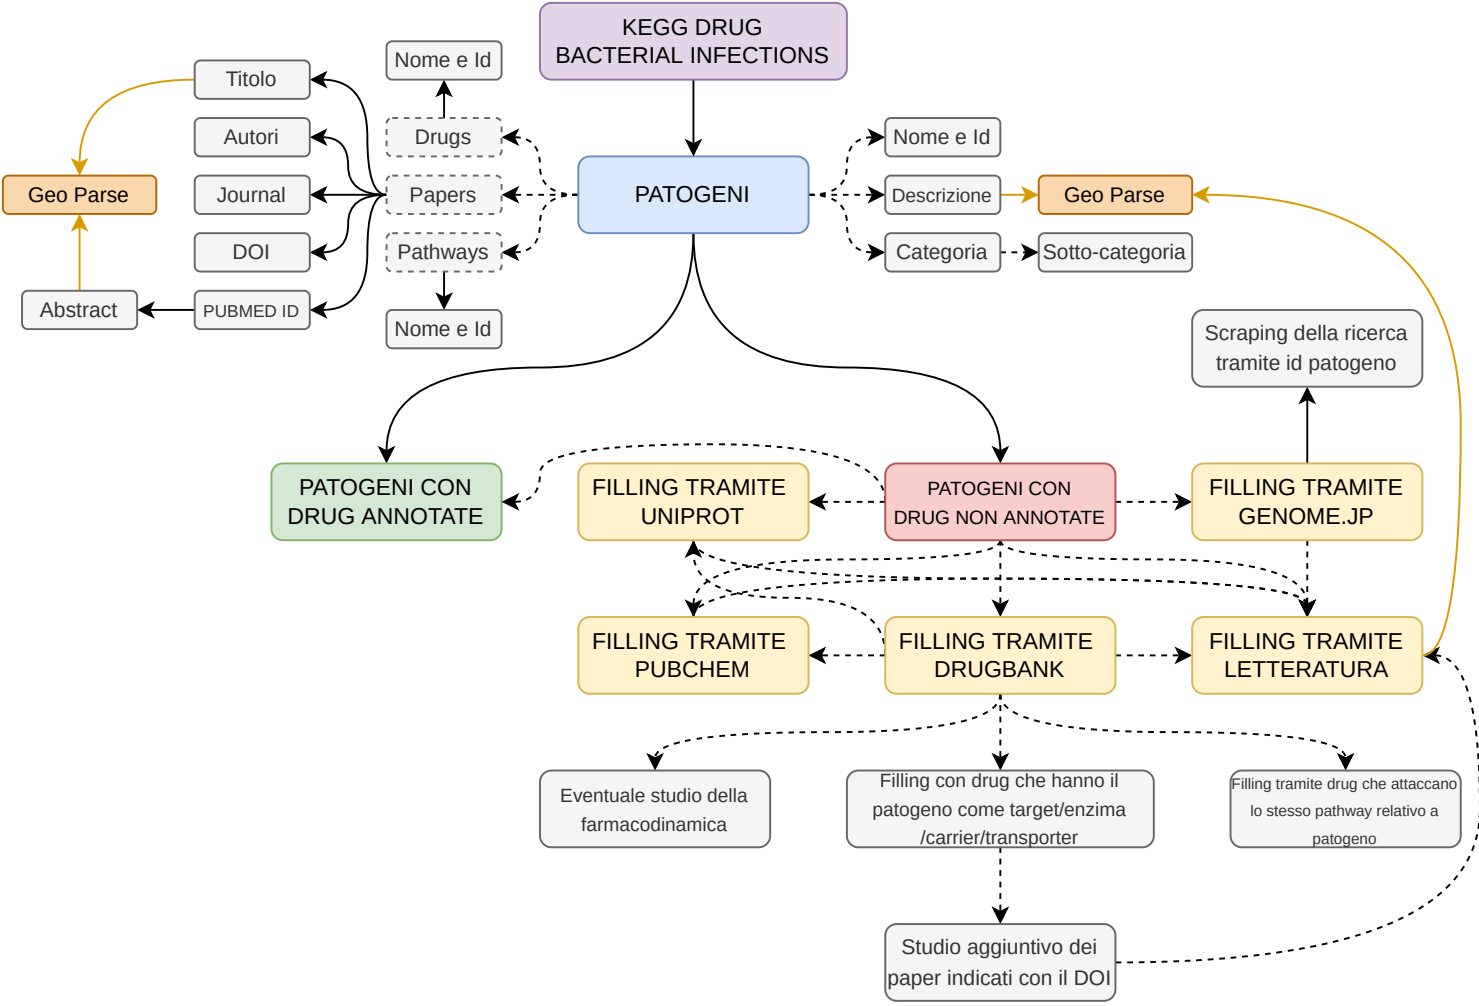 KEGG DRUG
BACTERIAL INFECTIONS
Nome e Id
Titolo
Autori
Drugs
Nome e Id
Geo Parse
Journal
Papers
PATOGENI
Descrizione
Geo Parse
DOI
Pathways
Categoria
Sotto-categoria
Abstract
PUBMED ID
Nome e Id
Scraping della ricerca
tramite id patogeno
PATOGENI CON
DRUG ANNOTATE
FILLING TRAMITE
UNIPROT
PATOGENI CON
DRUG NON ANNOTATE
FILLING TRAMITE
GENOME.JP
FILLING TRAMITE
PUBCHEM
FILLING TRAMITE
DRUGBANK
FILLING TRAMITE
LETTERATURA
Eventuale studio della
farmacodinamica
Filling con drug che hanno il
patogeno come target/enzima
/carrier/transporter
Filling tramite drug che attaccano
lo stesso pathway relativo a
patogeno
Studio aggiuntivo dei
paper indicati con il DOI